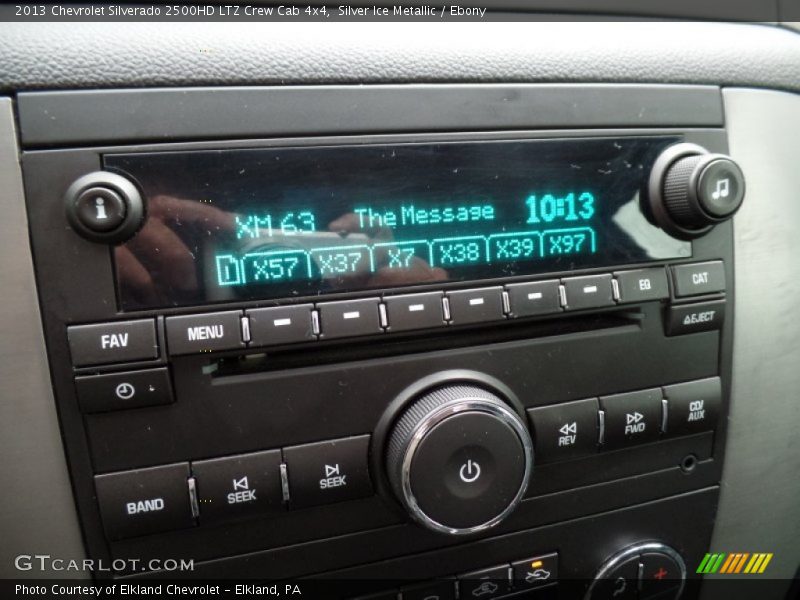 2013 Chevrolet Silverado 2500HD LTZ Crew Cab 4x4, Silver Ice Metallic / Ebony
i
XM 63 The Message 10:13
1 X57 X37 X7 X38 X39 X97
FAV MENU EQ CAT
EJECT
BAND SEEK SEEK REV FWD CD/AUX
GTCARLOT.COM
Photo Courtesy of Elkland Chevrolet - Elkland, PA